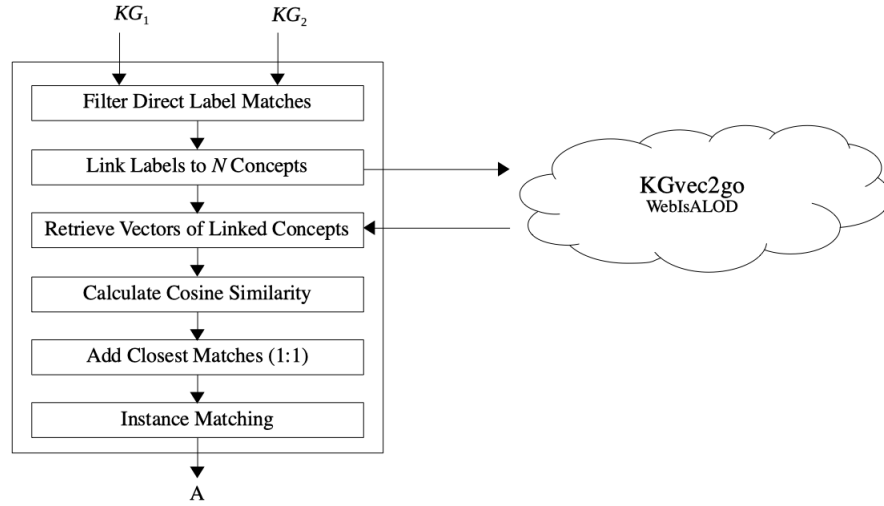 KG₁
KG₂
Filter Direct Label Matches
Link Labels to N Concepts
KGvec2go
WebIsALOD
Retrieve Vectors of Linked Concepts
Calculate Cosine Similarity
Add Closest Matches (1:1)
Instance Matching
A